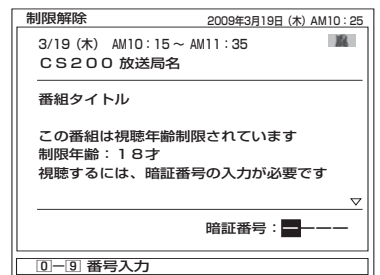 制限解除 2009年3月19日 (木) AM10:25
3/19 (木) AM10:15～AM11:35
CS200 放送局名
番組タイトル
この番組は視聴年齢制限されています
制限年齢：18才
視聴するには、暗証番号の入力が必要です
▽
暗証番号：－－－－
0－9 番号入力